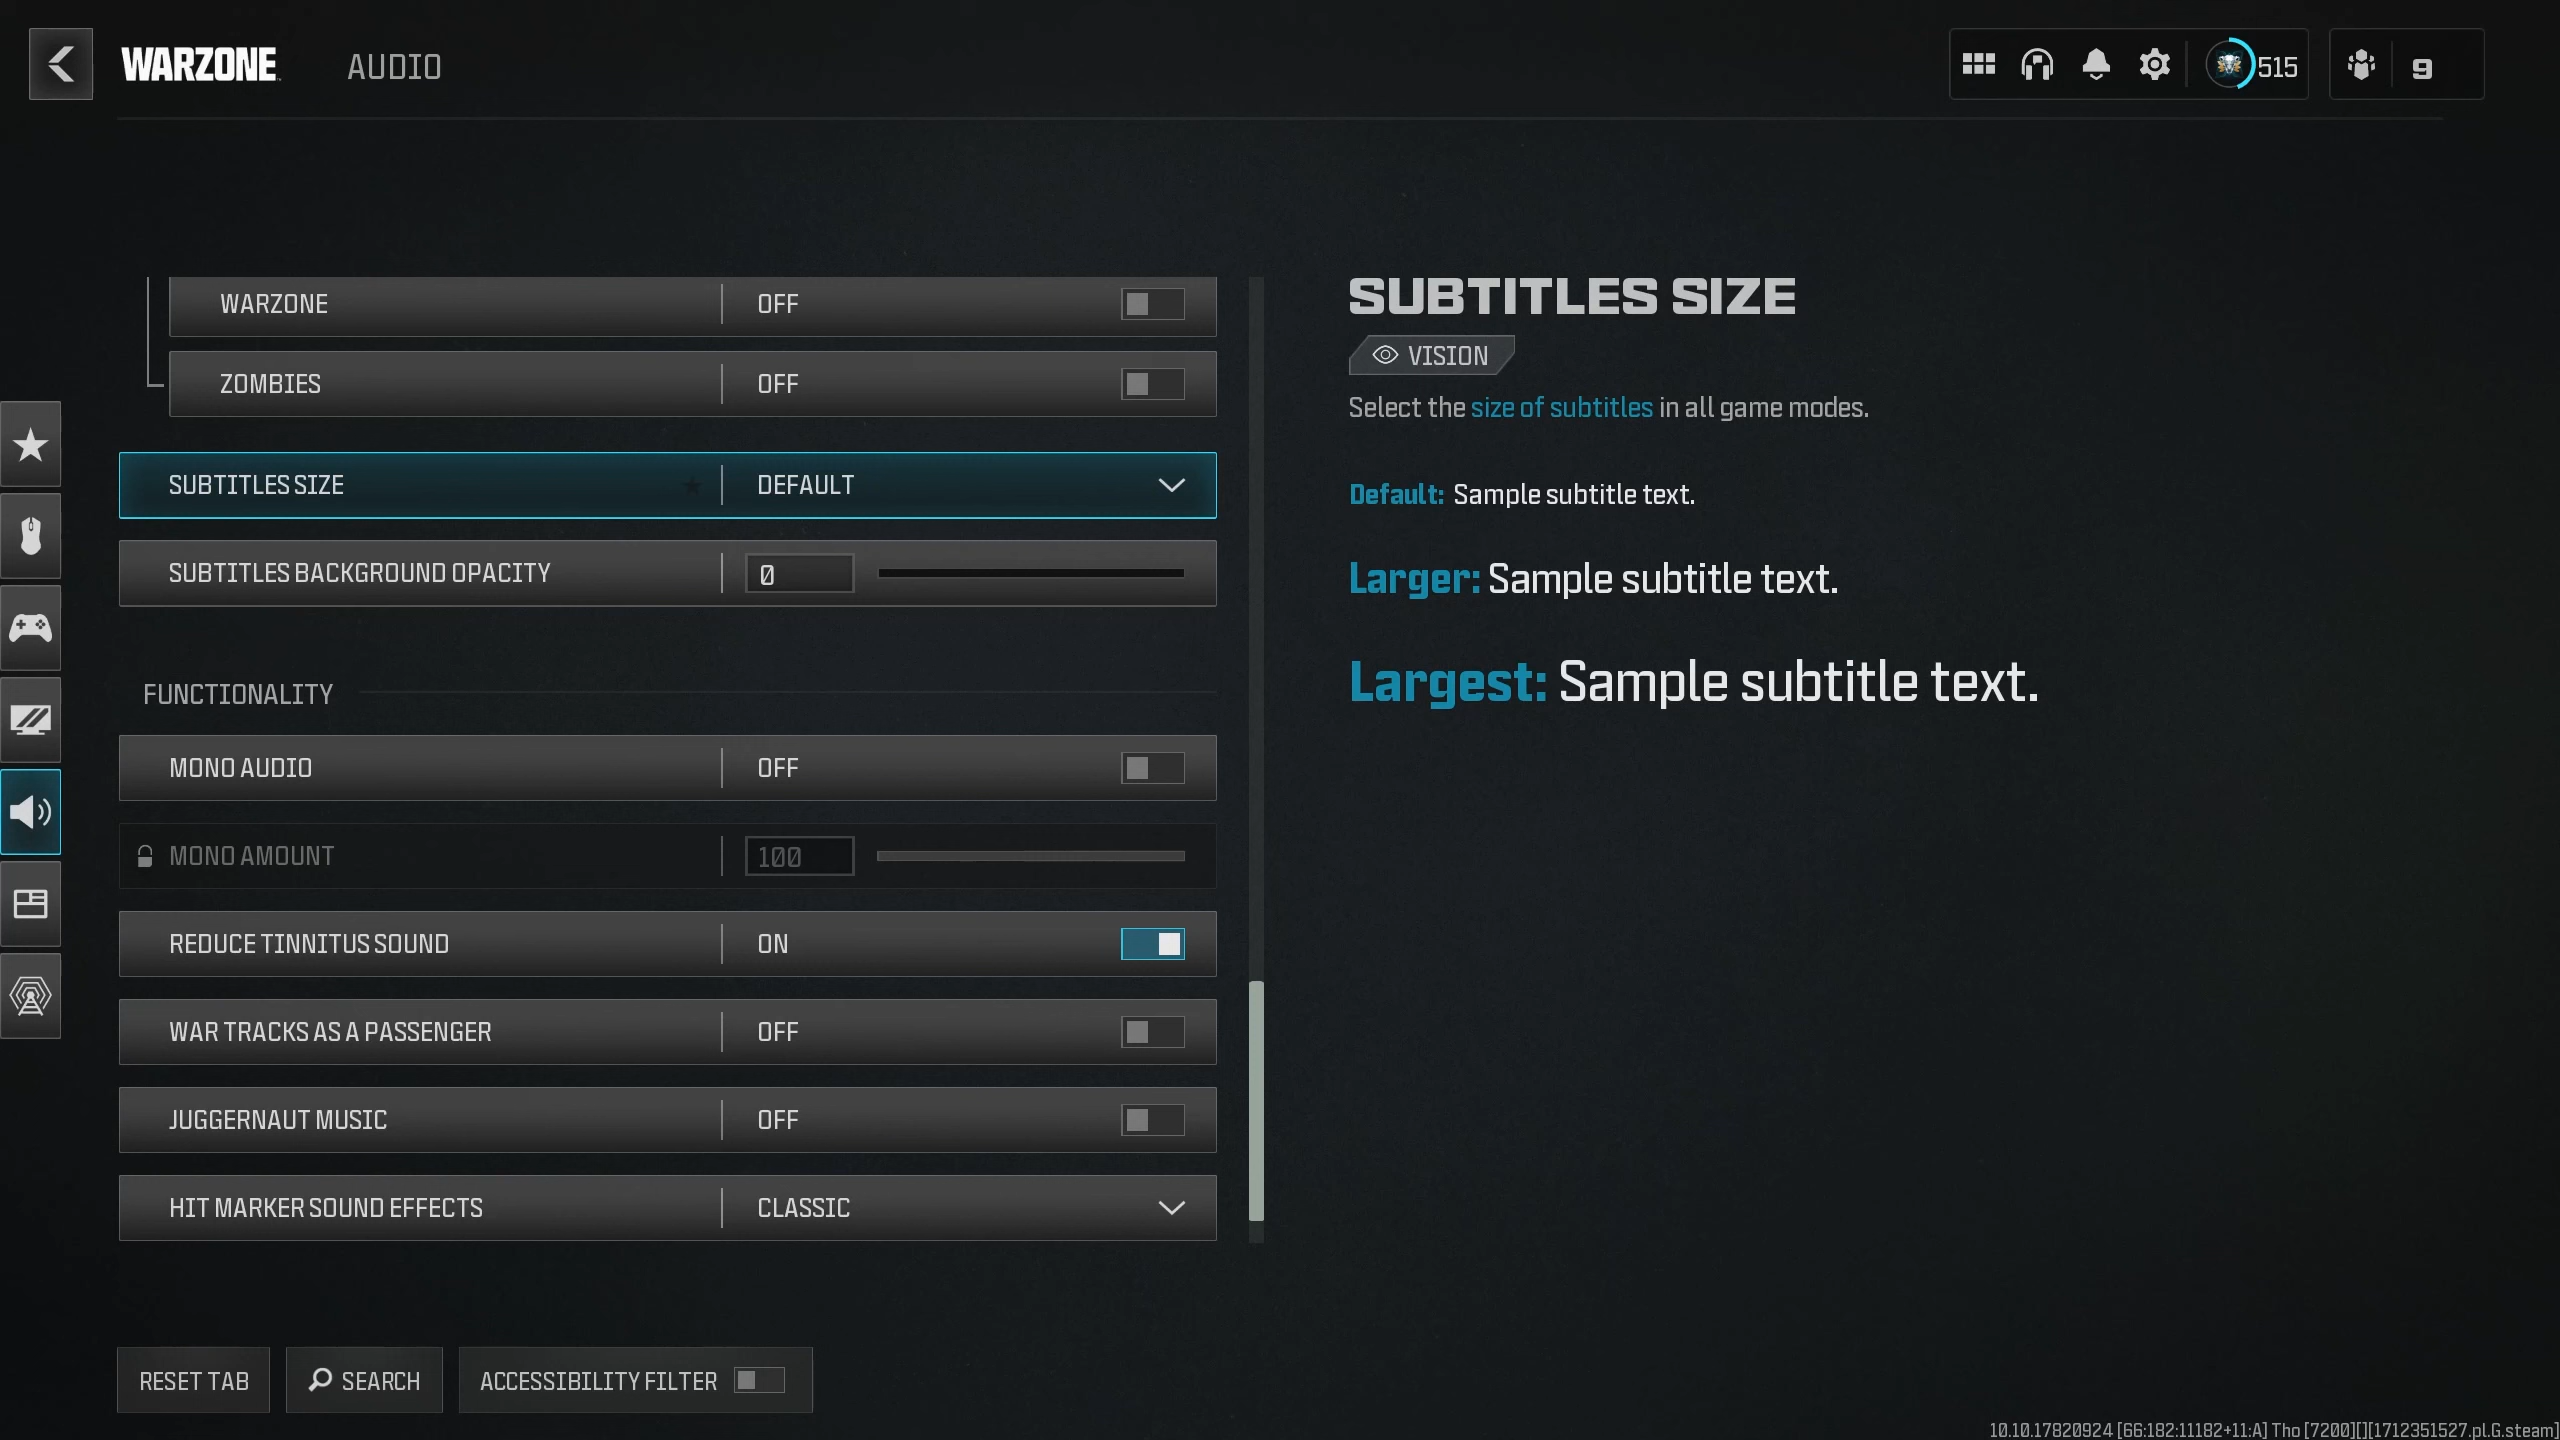 WARZONE
AUDIO
515
9
WARZONE
OFF
ZOMBIES
OFF
SUBTITLES SIZE
DEFAULT
SUBTITLES BACKGROUND OPACITY
0
FUNCTIONALITY
MONO AUDIO
OFF
MONO AMOUNT
100
REDUCE TINNITUS SOUND
ON
WAR TRACKS AS A PASSENGER
OFF
JUGGERNAUT MUSIC
OFF
HIT MARKER SOUND EFFECTS
CLASSIC
SUBTITLES SIZE
VISION
Select the size of subtitles in all game modes.
Default: Sample subtitle text.
Larger: Sample subtitle text.
Largest: Sample subtitle text.
RESET TAB
SEARCH
ACCESSIBILITY FILTER
10.10.17820924 [66:182:11182+11:A] Tho [7200][][1712351527.pl.G.steam]